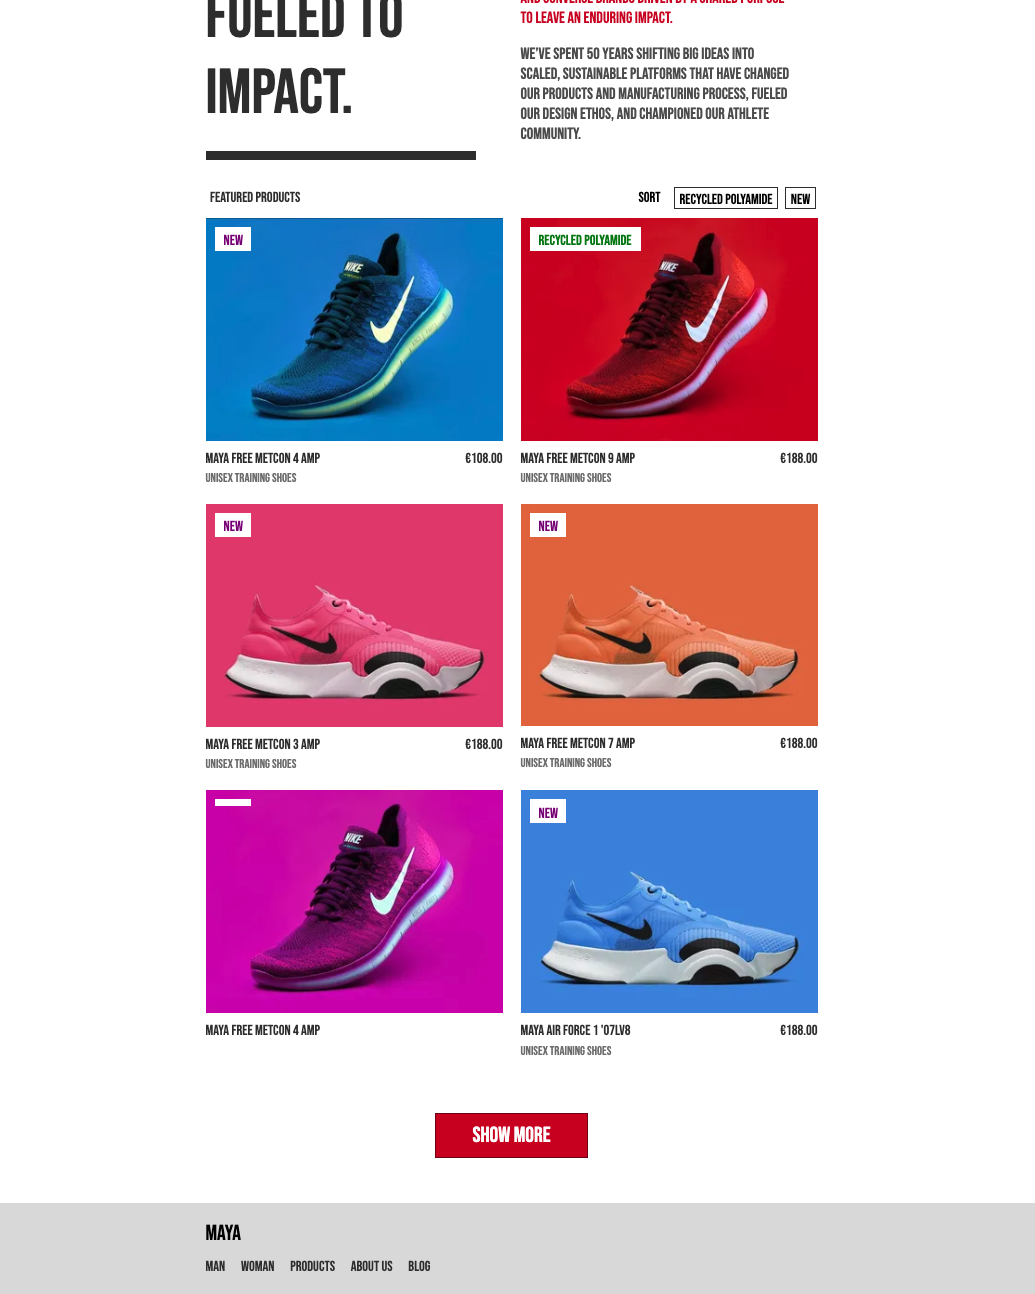 FUELED TO
IMPACT.
TO LEAVE AN ENDURING IMPACT.
WE'VE SPENT 50 YEARS SHIFTING BIG IDEAS INTO
SCALED, SUSTAINABLE PLATFORMS THAT HAVE CHANGED
OUR PRODUCTS AND MANUFACTURING PROCESS, FUELED
OUR DESIGN ETHOS, AND CHAMPIONED OUR ATHLETE
COMMUNITY.
FEATURED PRODUCTS
SORT RECYCLED POLYAMIDE NEW
NEW
NIKE
MAYA FREE METCON 4 AMP €108.00
UNISEX TRAINING SHOES
RECYCLED POLYAMIDE
NIKE
MAYA FREE METCON 9 AMP €188.00
UNISEX TRAINING SHOES
NEW
MAYA FREE METCON 3 AMP €188.00
UNISEX TRAINING SHOES
NEW
MAYA FREE METCON 7 AMP €188.00
UNISEX TRAINING SHOES
NIKE
MAYA FREE METCON 4 AMP
NEW
MAYA AIR FORCE 1 '07LV8 €188.00
UNISEX TRAINING SHOES
SHOW MORE
MAYA
MAN WOMAN PRODUCTS ABOUT US BLOG